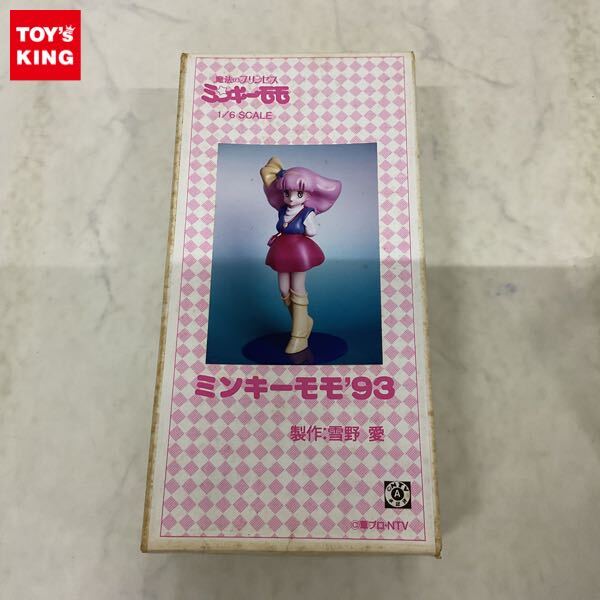 TOY's
KING
魔法のプリンセス
ミンキーモモ
1/6 SCALE
ミンキーモモ'93
製作:雪野 愛
A
©葦プロ・NTV